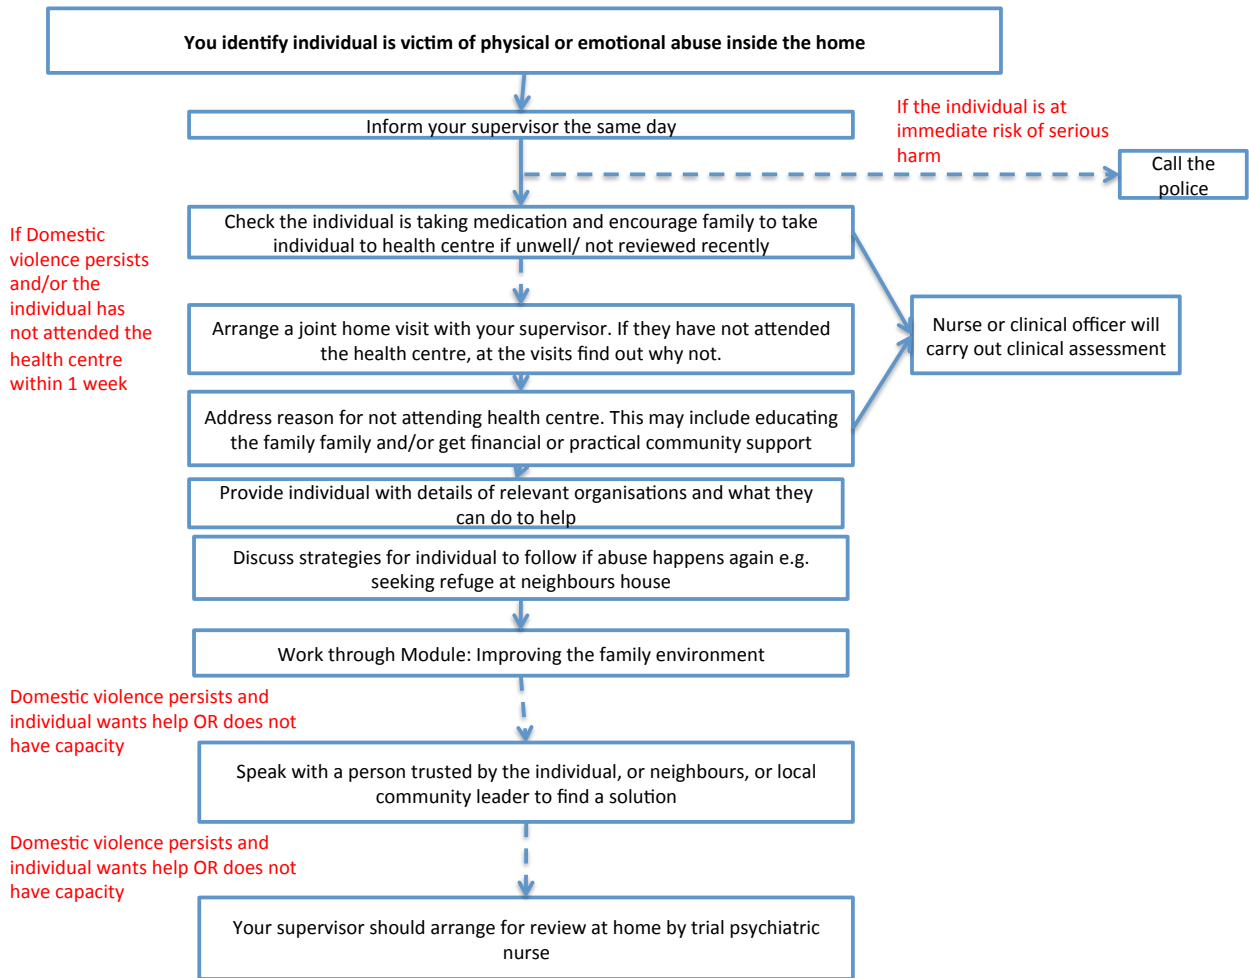 You identify individual is victim of physical or emotional abuse inside the home
Inform your supervisor the same day
If the individual is at
immediate risk of serious
harm
Call the
police
Check the individual is taking medication and encourage family to take
individual to health centre if unwell/ not reviewed recently
If Domestic
violence persists
and/or the
individual has
not attended the
health centre
within 1 week
Arrange a joint home visit with your supervisor. If they have not attended
the health centre, at the visits find out why not.
Nurse or clinical officer will
carry out clinical assessment
Address reason for not attending health centre. This may include educating
the family family and/or get financial or practical community support
Provide individual with details of relevant organisations and what they
can do to help
Discuss strategies for individual to follow if abuse happens again e.g.
seeking refuge at neighbours house
Work through Module: Improving the family environment
Domestic violence persists and
individual wants help OR does not
have capacity
Speak with a person trusted by the individual, or neighbours, or local
community leader to find a solution
Domestic violence persists and
individual wants help OR does not
have capacity
Your supervisor should arrange for review at home by trial psychiatric
nurse